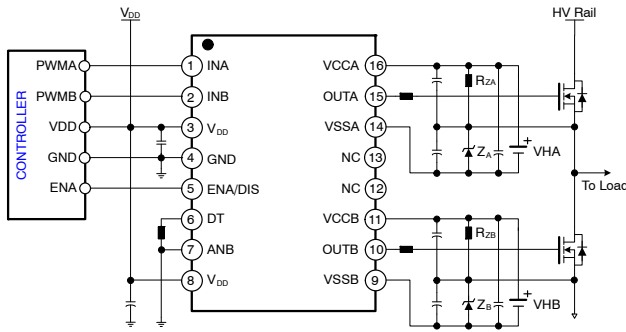 VDD
HV Rail
CONTROLLER
PWMA
PWMB
VDD
GND
ENA
1 INA
2 INB
3 VDD
4 GND
5 ENA/DIS
6 DT
7 ANB
8 VDD
VCCA 16
OUTA 15
VSSA 14
NC 13
NC 12
VCCB 11
OUTB 10
VSSB 9
RZA
ZA
VHA
+
To Load
RZB
ZB
VHB
+